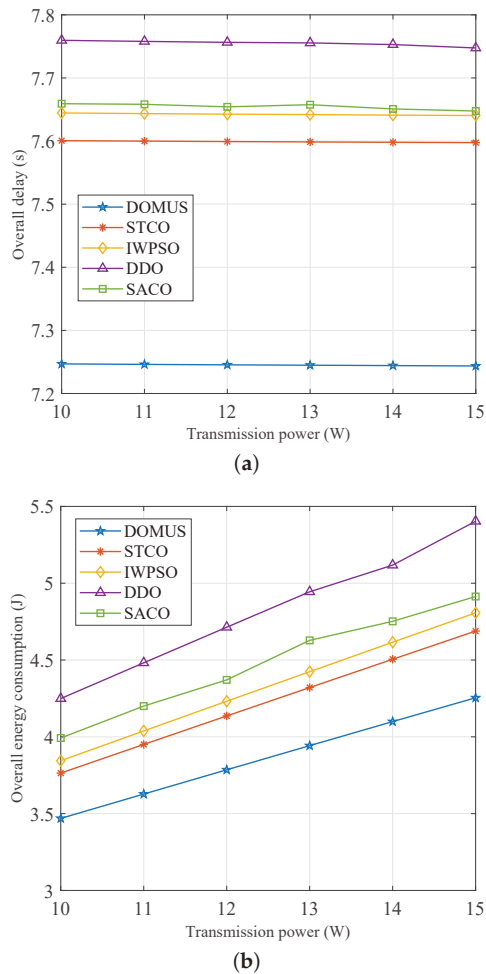 7.8
7.7
7.6
7.5
7.4
7.3
7.2
Overall delay (s)
DOMUS
STCO
IWPSO
DDO
SACO
10 11 12 13 14 15
Transmission power (W)
(a)
5.5
5
4.5
4
3.5
3
Overall energy consumption (J)
DOMUS
STCO
IWPSO
DDO
SACO
10 11 12 13 14 15
Transmission power (W)
(b)